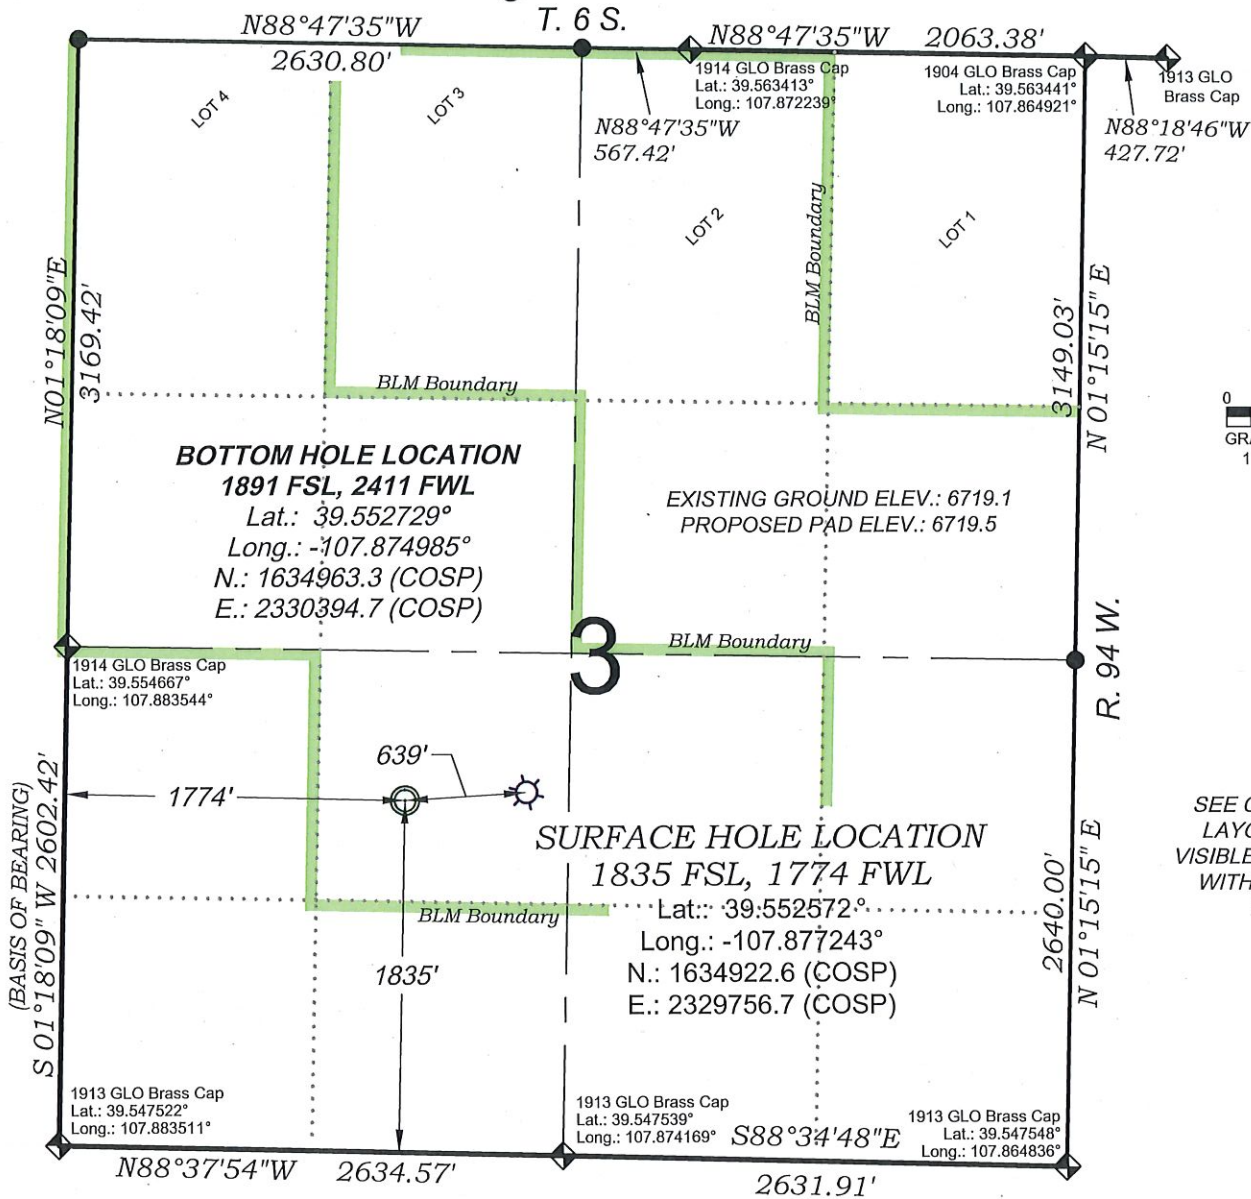 T. 6 S.
N88°47'35"W
2630.80'
N88°47'35"W 2063.38'
1914 GLO Brass Cap
Lat.: 39.563413°
Long.: 107.872239°
1904 GLO Brass Cap
Lat.: 39.563441°
Long.: 107.864921°
1913 GLO
Brass Cap
N88°47'35"W
567.42'
N88°18'46"W
427.72'
LOT 4
LOT 3
LOT 2
LOT 1
BLM Boundary
N01°18'09"E
3169.42'
3149.03'
N 01°15'15" E
BLM Boundary
0
GRA
1
BOTTOM HOLE LOCATION
1891 FSL, 2411 FWL
Lat.: 39.552729°
Long.: -107.874985°
N.: 1634963.3 (COSP)
E.: 2330394.7 (COSP)
EXISTING GROUND ELEV.: 6719.1
PROPOSED PAD ELEV.: 6719.5
3
BLM Boundary
R. 94 W.
1914 GLO Brass Cap
Lat.: 39.554667°
Long.: 107.883544°
639'
1774'
(BASIS OF BEARING)
S 01°18'09" W 2602.42'
SURFACE HOLE LOCATION
1835 FSL, 1774 FWL
Lat.: 39.552572°
Long.: -107.877243°
N.: 1634922.6 (COSP)
E.: 2329756.7 (COSP)
BLM Boundary
1835'
2640.00'
N 01°15'15" E
SEE
LAYO
VISIBLE
WITH
1913 GLO Brass Cap
Lat.: 39.547522°
Long.: 107.883511°
1913 GLO Brass Cap
Lat.: 39.547539°
Long.: 107.874169°
S88°34'48"E
1913 GLO Brass Cap
Lat.: 39.547548°
Long.: 107.864836°
N88°37'54"W 2634.57'
2631.91'